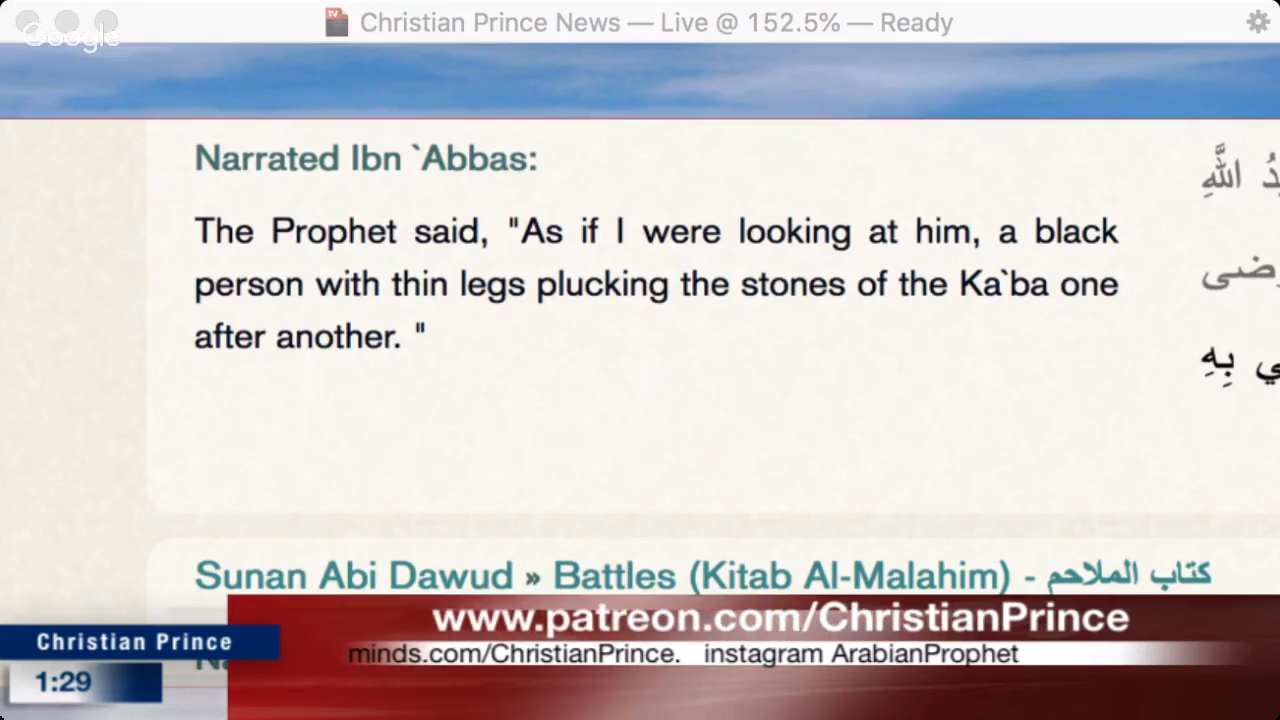 Christian Prince News — Live @ 152.5% — Ready
Google
Narrated Ibn `Abbas:
The Prophet said, "As if I were looking at him, a black
person with thin legs plucking the stones of the Ka`ba one
after another. "
اللَّهِ
بِهِ
Sunan Abi Dawud » Battles (Kitab Al-Malahim) - كتاب الملاحم
www.patreon.com/ChristianPrince
Christian Prince
minds.com/ChristianPrince. instagram ArabianProphet
1:29